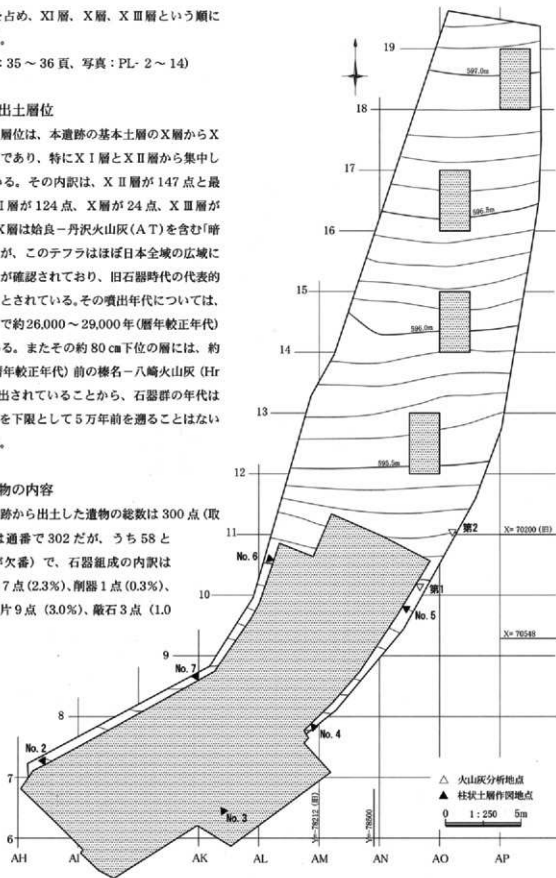 を占め、XI層、X層、XⅢ層という順に
。
：35～36頁、写真：PL-2～14)
出土層位
層位は、本遺跡の基本土層のX層からX
であり、特にXⅠ層とXⅡ層から集中し
いる。その内訳は、XⅡ層が147点と最
Ⅰ層が124点、X層が24点、XⅢ層が
X層は姶良－丹沢火山灰(AT)を含む「暗
が、このテフラはほぼ日本全域の広域に
が確認されており、旧石器時代の代表的
とされている。その噴出年代については、
で約26,000～29,000年(暦年較正年代)
いる。またその約80㎝下位の層には、約
暦年較正年代)前の榛名－八崎火山灰(Hr
出されていることから、石器群の年代は
を下限として5万年前を遡ることはない
。
物の内容
跡から出土した遺物の総数は300点(取
は通番で302だが、うち58と
が欠番)で、石器組成の内訳は
7点(2.3%)、削器1点(0.3%)、
片9点(3.0%)、敲石3点(1.0
19
18
17
16
15
14
13
12
11
10
9
8
7
6
597.0m
596.5m
596.0m
595.5m
第2
X=70200(旧)
第1
No.6
No.5
X=70548
No.7
No.4
No.2
No.3
Y=-78212(旧)
Y=-78500
△ 火山灰分析地点
▲ 柱状土層作図地点
0 1:250 5m
AH AI AK AL AM AN AO AP